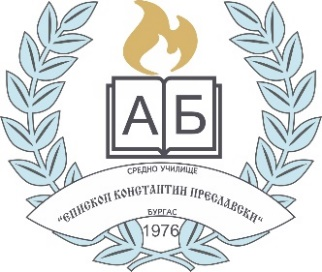 АБ
СРЕДНО УЧИЛИЩЕ
"ЕПИСКОП КОНСТАНТИН ПРЕСЛАВСКИ"
БУРГАС
1976